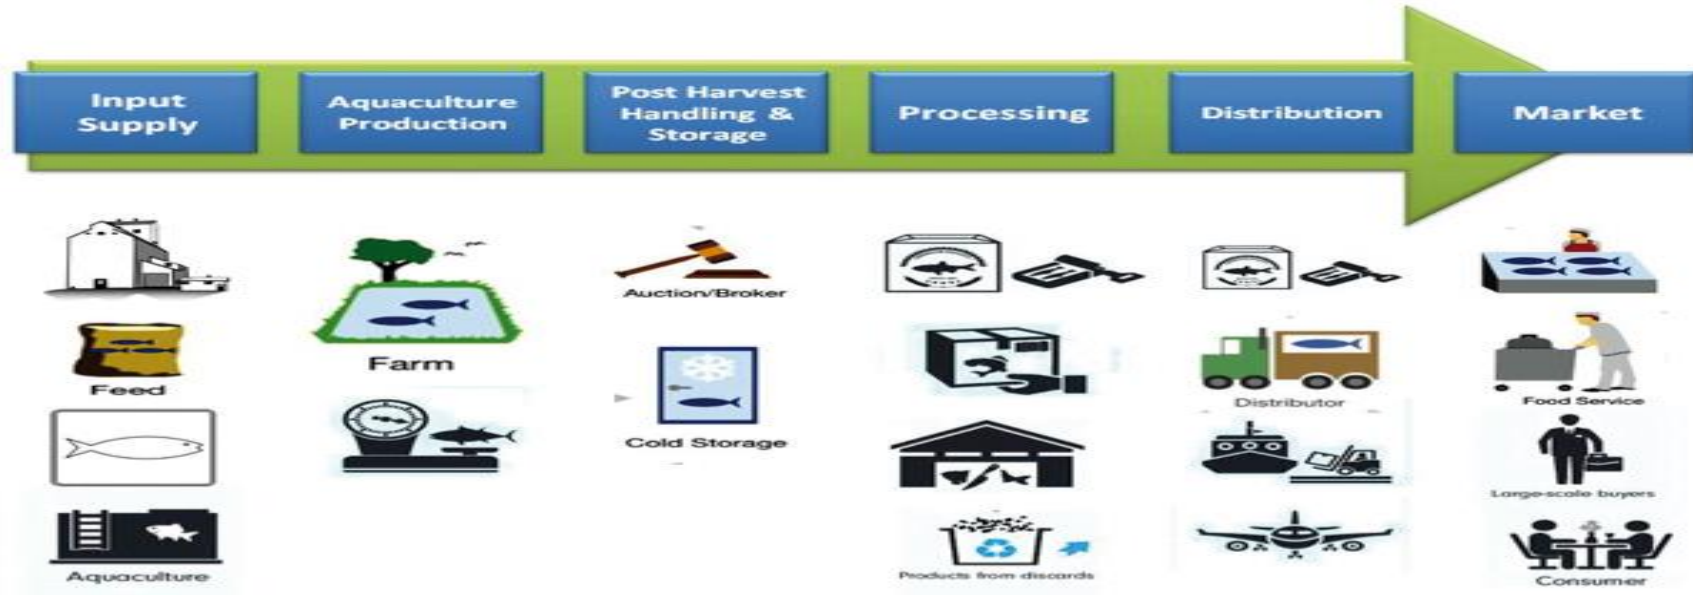 Input
Supply
Aquaculture
Production
Post Harvest
Handling &
Storage
Processing
Distribution
Market
Feed
Aquaculture
Farm
Auction/Broker
Cold Storage
Products from discards
Distributor
Food Service
Large-scale buyers
Consumer